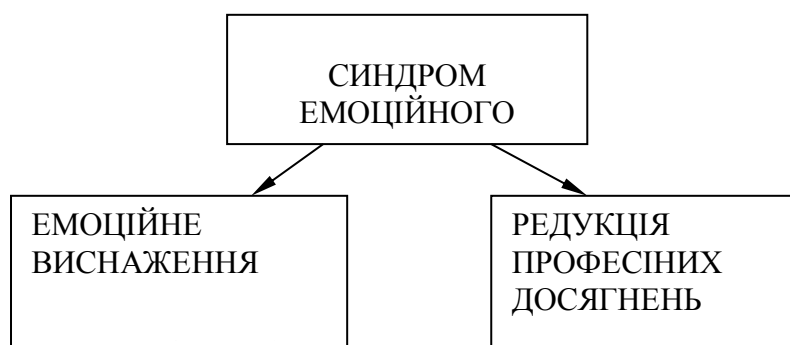 СИНДРОМ
ЕМОЦІЙНОГО
ЕМОЦІЙНЕ
ВИСНАЖЕННЯ
РЕДУКЦІЯ
ПРОФЕСІНИХ
ДОСЯГНЕНЬ